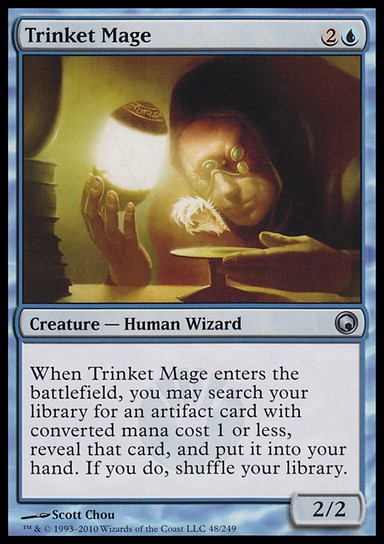 Trinket Mage 2
Creature — Human Wizard
When Trinket Mage enters the
battlefield, you may search your
library for an artifact card with
converted mana cost 1 or less,
reveal that card, and put it into your
hand. If you do, shuffle your library.
Scott Chou
2/2
™ & © 1993–2010 Wizards of the Coast LLC 48/249